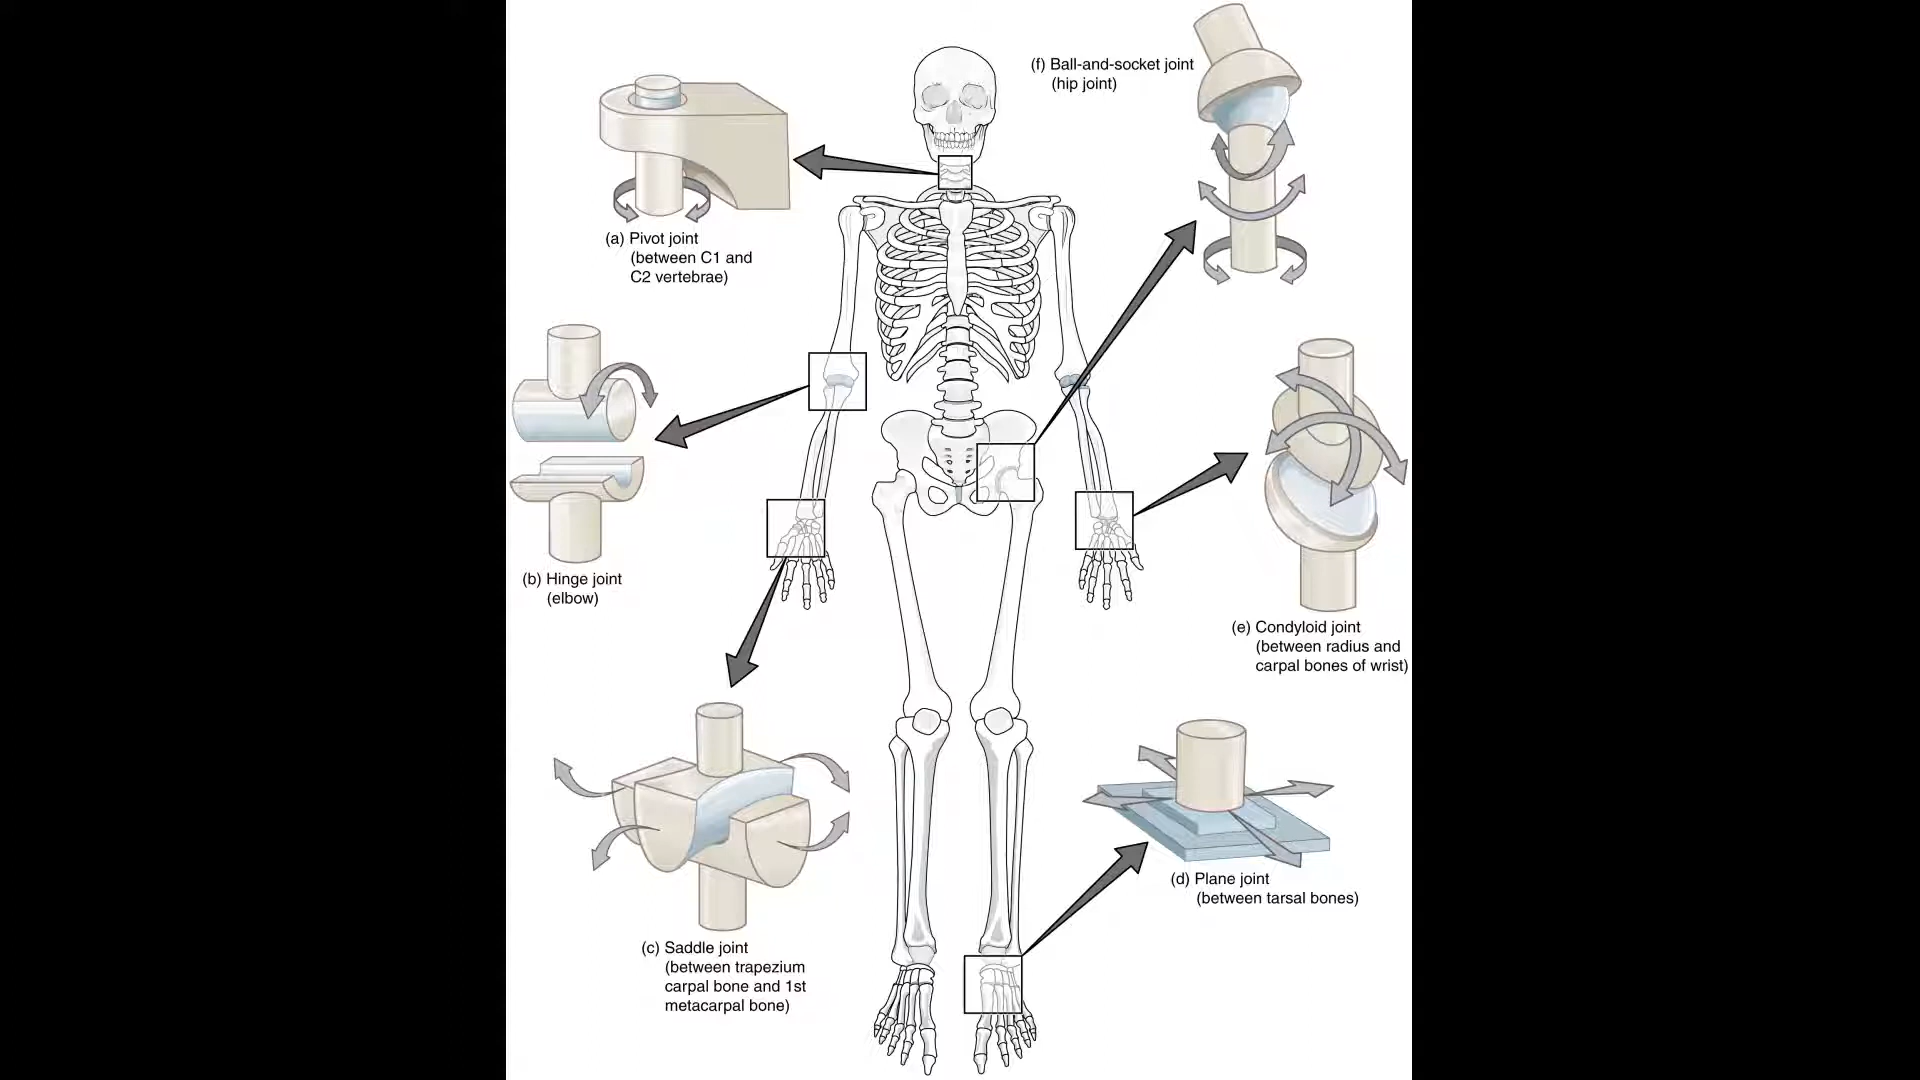 (a) Pivot joint
(between C1 and
C2 vertebrae)
(b) Hinge joint
(elbow)
(c) Saddle joint
(between trapezium
carpal bone and 1st
metacarpal bone)
(d) Plane joint
(between tarsal bones)
(e) Condyloid joint
(between radius and
carpal bones of wrist)
(f) Ball-and-socket joint
(hip joint)